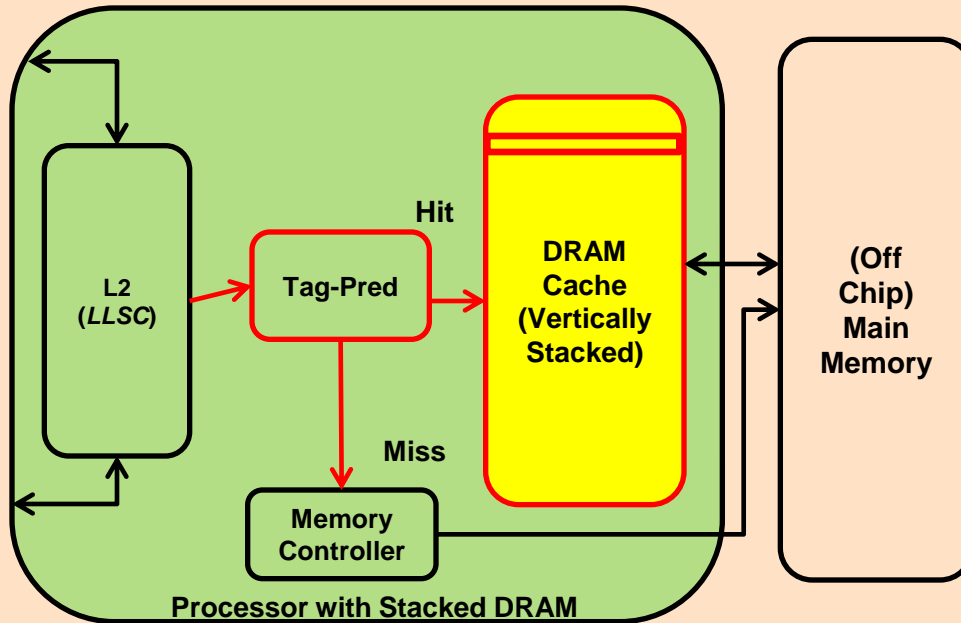 L2
(LLSC)
Tag-Pred
Hit
Miss
Memory
Controller
DRAM
Cache
(Vertically
Stacked)
(Off
Chip)
Main
Memory
Processor with Stacked DRAM